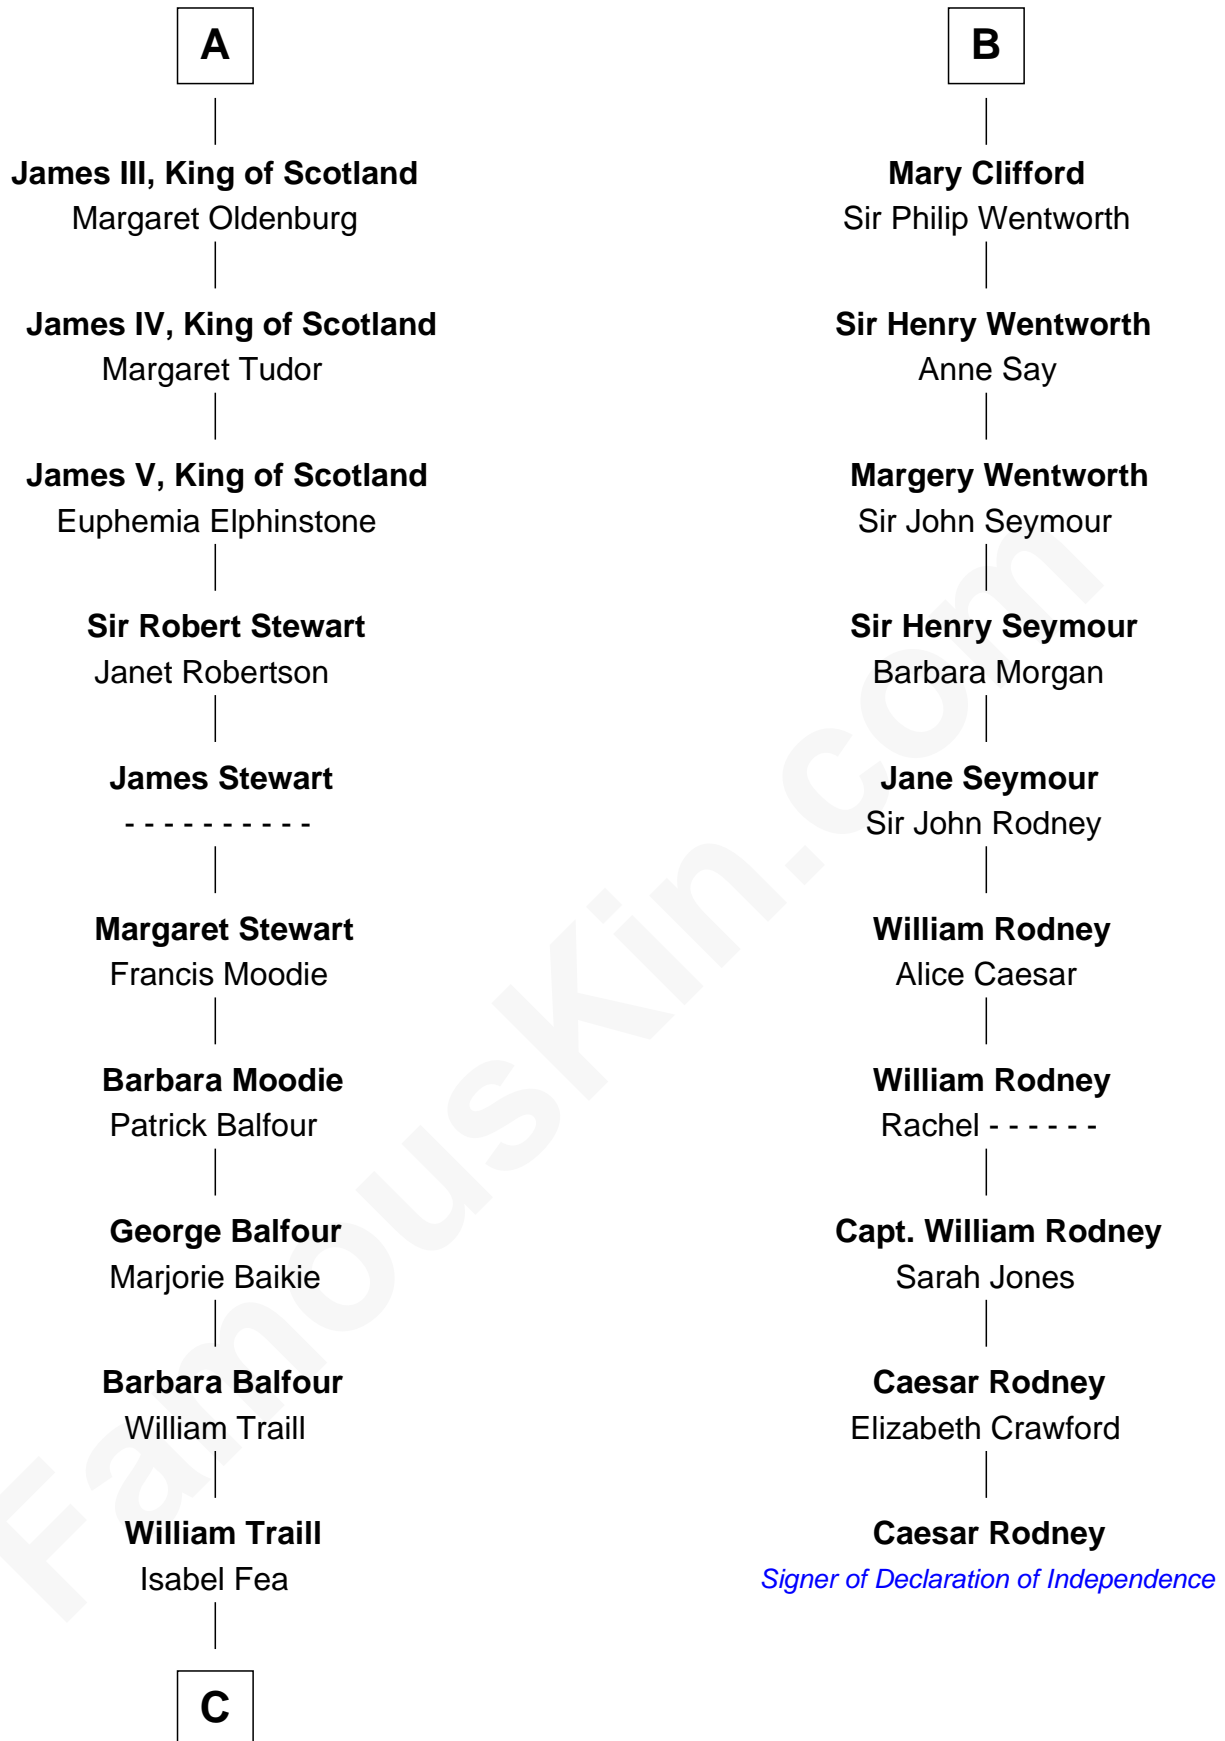 A
James III, King of Scotland
Margaret Oldenburg
James IV, King of Scotland
Margaret Tudor
James V, King of Scotland
Euphemia Elphinstone
Sir Robert Stewart
Janet Robertson
James Stewart
- - - - - - - - - -
Margaret Stewart
Francis Moodie
Barbara Moodie
Patrick Balfour
George Balfour
Marjorie Baikie
Barbara Balfour
William Traill
William Traill
Isabel Fea
C
B
Mary Clifford
Sir Philip Wentworth
Sir Henry Wentworth
Anne Say
Margery Wentworth
Sir John Seymour
Sir Henry Seymour
Barbara Morgan
Jane Seymour
Sir John Rodney
William Rodney
Alice Caesar
William Rodney
Rachel - - - - - -
Capt. William Rodney
Sarah Jones
Caesar Rodney
Elizabeth Crawford
Caesar Rodney
Signer of Declaration of Independence
FamousKin.com